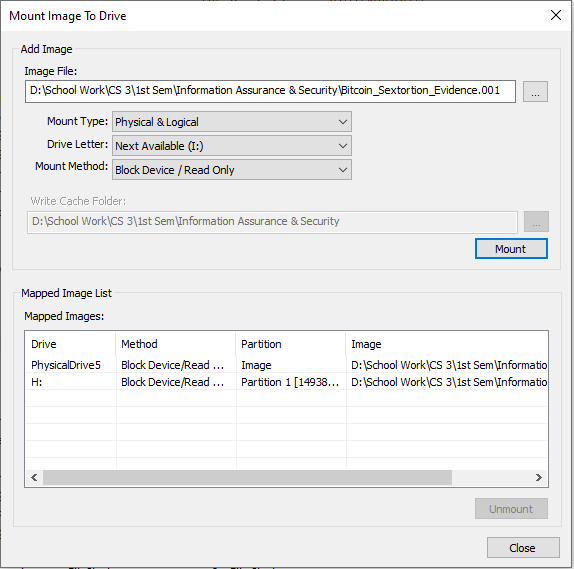 Mount Image To Drive
Add Image
Image File:
D:\School Work\CS 3\1st Sem\Information Assurance & Security\Bitcoin_Sextortion_Evidence.001
...
Mount Type: Physical & Logical
Drive Letter: Next Available (I:)
Mount Method: Block Device / Read Only
Write Cache Folder:
D:\School Work\CS 3\1st Sem\Information Assurance & Security
...
Mount
Mapped Image List
Mapped Images:
Drive Method Partition Image
PhysicalDrive5 Block Device/Read ... Image D:\School Work\CS 3\1st Sem\Informatio
H: Block Device/Read ... Partition 1 [14938... D:\School Work\CS 3\1st Sem\Informatio
Unmount
Close